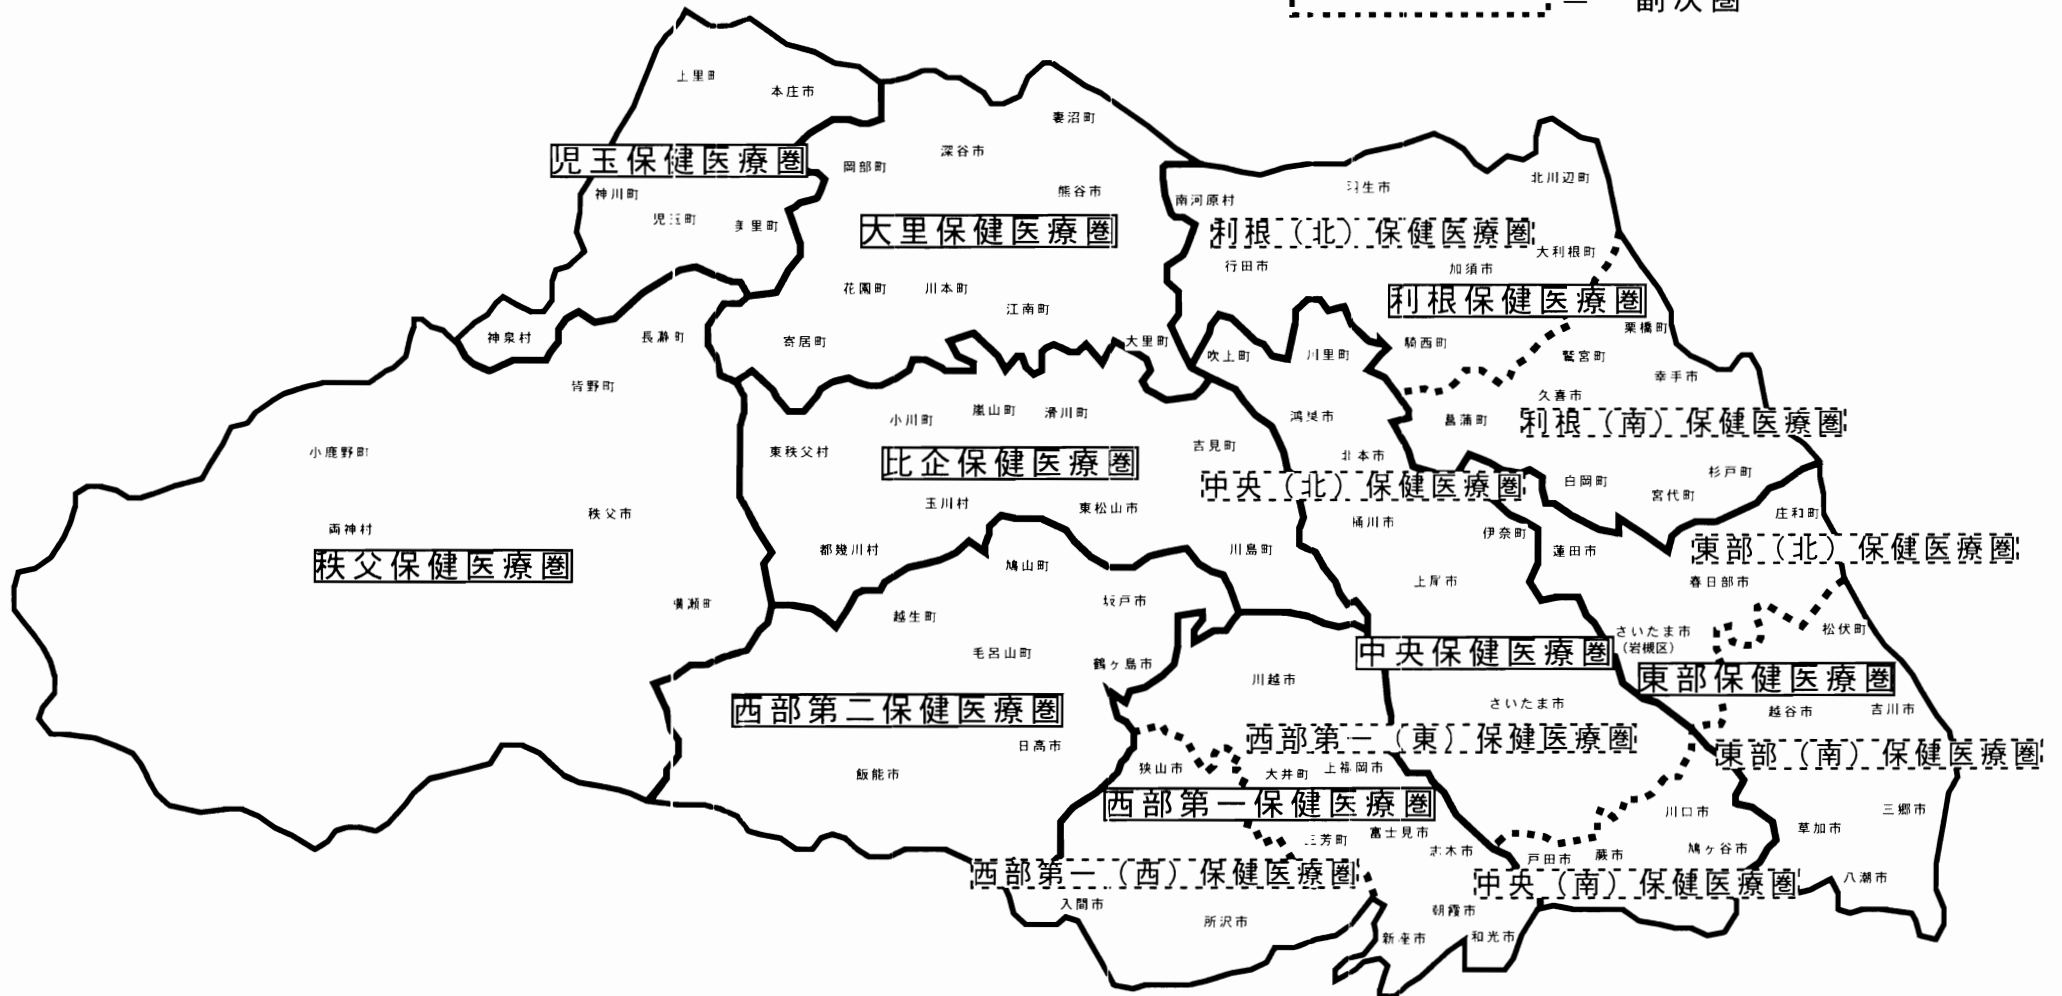 = 副次圏
上里町
本庄市
妻沼町
児玉保健医療圏
岡部町
深谷市
熊谷市
神川町
児玉町
美里町
大里保健医療圏
南河原村
羽生市
北川辺町
利根（北）保健医療圏
行田市
加須市
大利根町
利根保健医療圏
花園町
川本町
江南町
神泉村
長瀞町
寄居町
大里町
吹上町
川里町
騎西町
栗橋町
鷲宮町
幸手市
皆野町
小川町
嵐山町
滑川町
鴻巣市
久喜市
菖蒲町
利根（南）保健医療圏
小鹿野町
東秩父村
比企保健医療圏
吉見町
北本市
中央（北）保健医療圏
白岡町
杉戸町
宮代町
両神村
秩父市
玉川村
東松山市
桶川市
伊奈町
庄和町
秩父保健医療圏
都幾川村
鳩山町
川島町
蓮田市
東部（北）保健医療圏
上尾市
春日部市
横瀬町
越生町
坂戸市
さいたま市
（岩槻区）
松伏町
毛呂山町
鶴ヶ島市
中央保健医療圏
川越市
東部保健医療圏
西部第二保健医療圏
さいたま市
越谷市
吉川市
日高市
西部第一（東）保健医療圏
東部（南）保健医療圏
飯能市
狭山市
大井町
上福岡市
西部第一保健医療圏
川口市
三郷市
三芳町
富士見市
志木市
草加市
戸田市
蕨市
鳩ヶ谷市
西部第一（西）保健医療圏
中央（南）保健医療圏
八潮市
入間市
所沢市
朝霞市
新座市
和光市